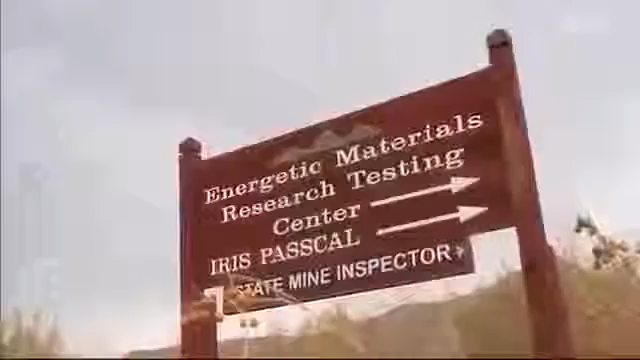 Energetic Materials
Research Testing
Center
IRIS PASSCAL
STATE MINE INSPECTOR